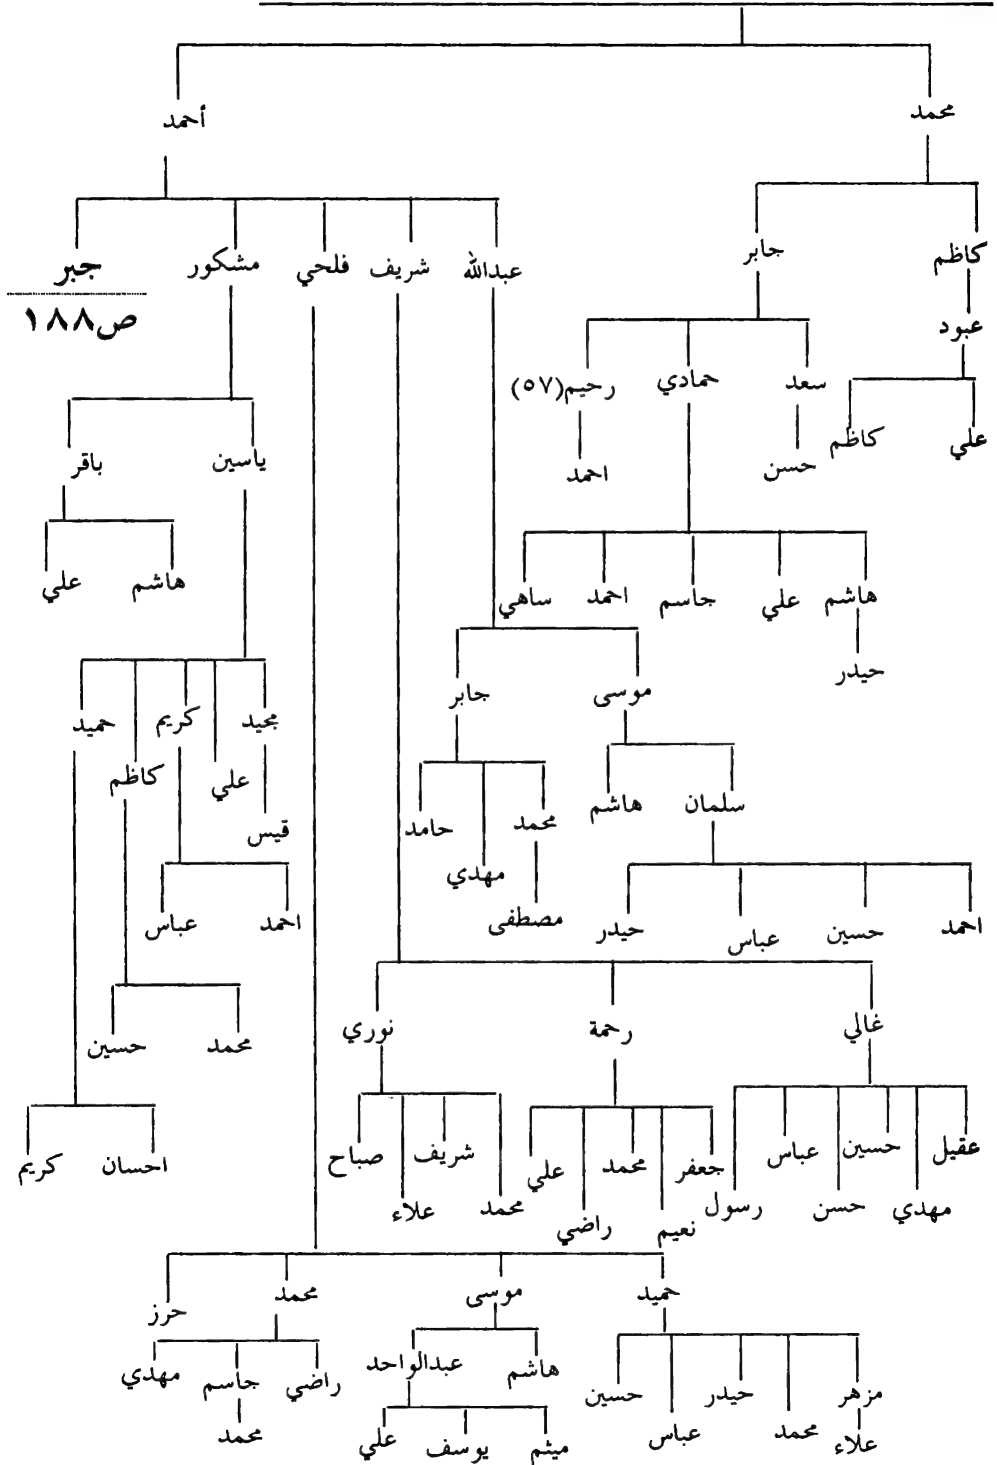 محمد
أحمد
كاظم
جابر
عبدالله
شريف
فلحي
مشكور
جبر
ص١٨٨
عبود
سعد
حمادي
رحيم(٥٧)
علي
كاظم
حسن
احمد
ياسين
باقر
هاشم
علي
هاشم
علي
جاسم
احمد
ساهي
حيدر
موسى
جابر
مجيد
كريم
حميد
علي
كاظم
قيس
سلمان
هاشم
محمد
مهدي
حامد
مصطفى
احمد
حسين
عباس
حيدر
احمد
عباس
غالي
رحمة
نوري
محمد
حسين
احسان
كريم
عقيل
مهدي
حسين
حسن
عباس
رسول
جعفر
نعيم
محمد
راضي
علي
محمد
شريف
علاء
صباح
حميد
موسى
محمد
حرز
مزهر
محمد
حيدر
عباس
حسين
هاشم
عبدالواحد
راضي
جاسم
مهدي
علاء
ميثم
يوسف
علي
محمد